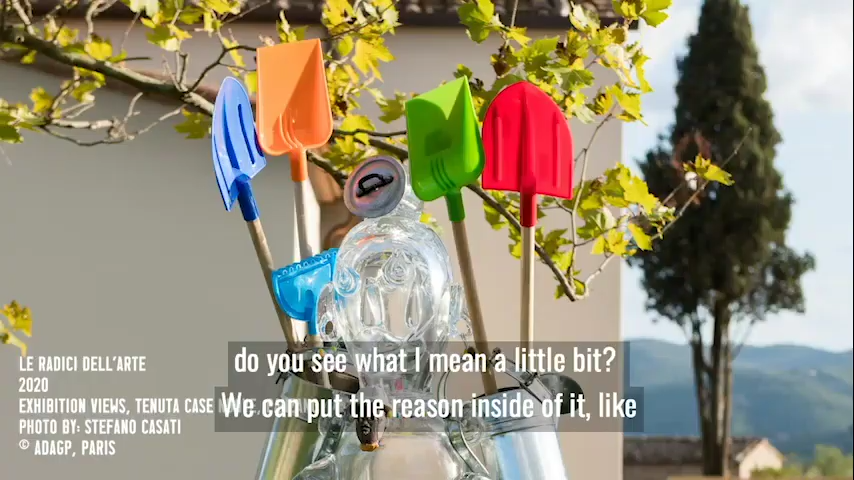 LE RADICI DELL'ARTE
2020
EXHIBITION VIEWS, TENUTA CASE
PHOTO BY: STEFANO CASATI
© ADAGP, PARIS
do you see what I mean a little bit?
We can put the reason inside of it, like